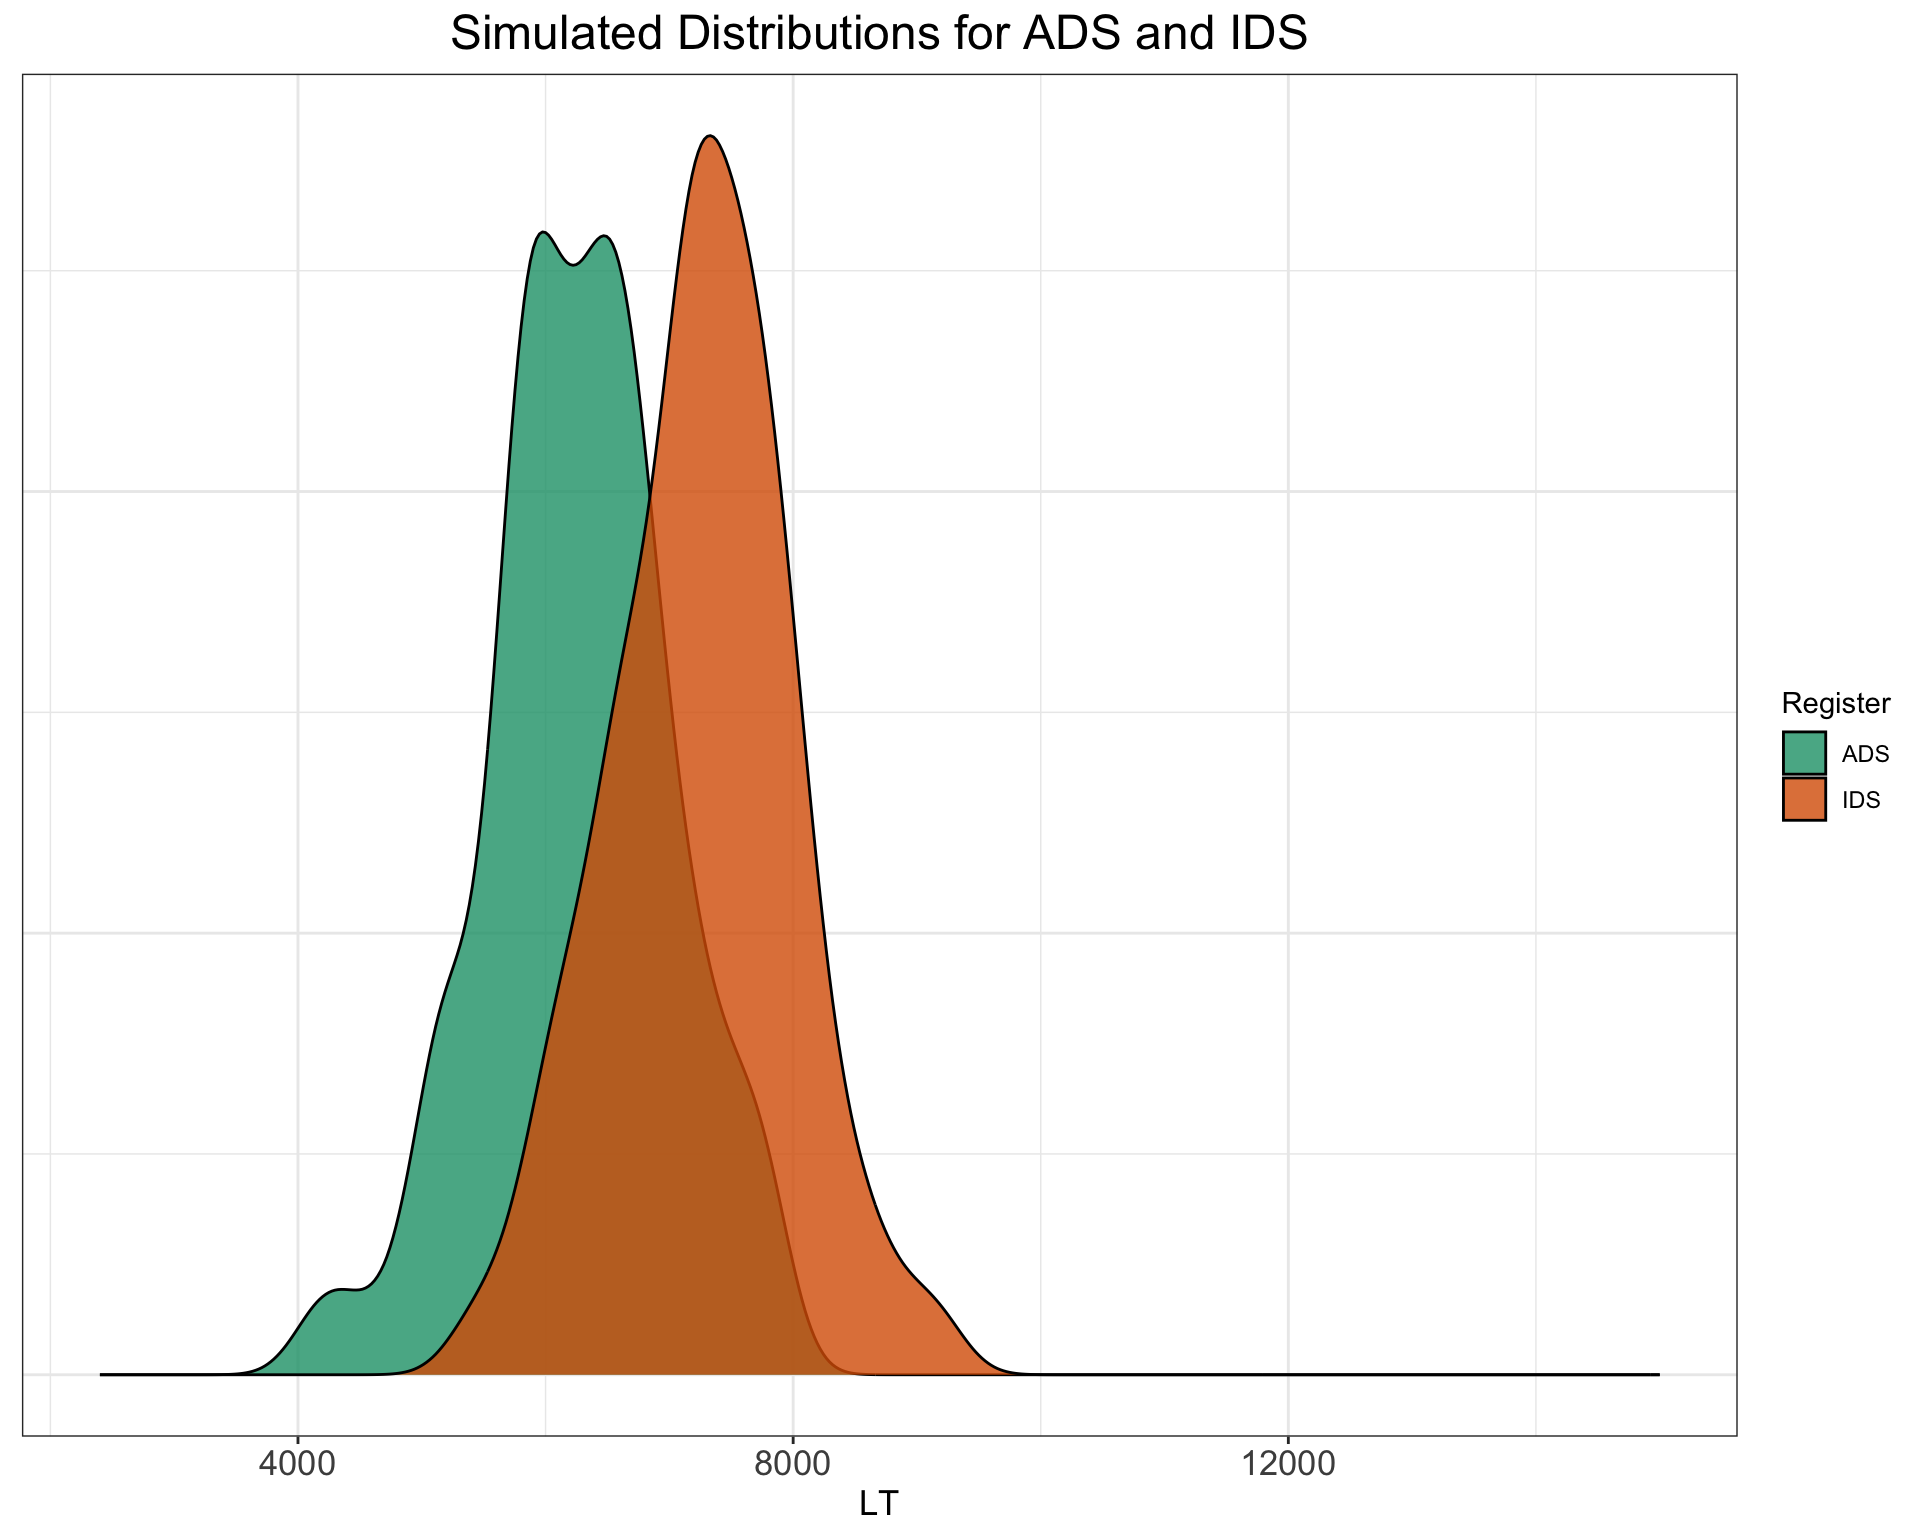 Simulated Distributions for ADS and IDS
Register
ADS
IDS
4000 8000 12000
LT